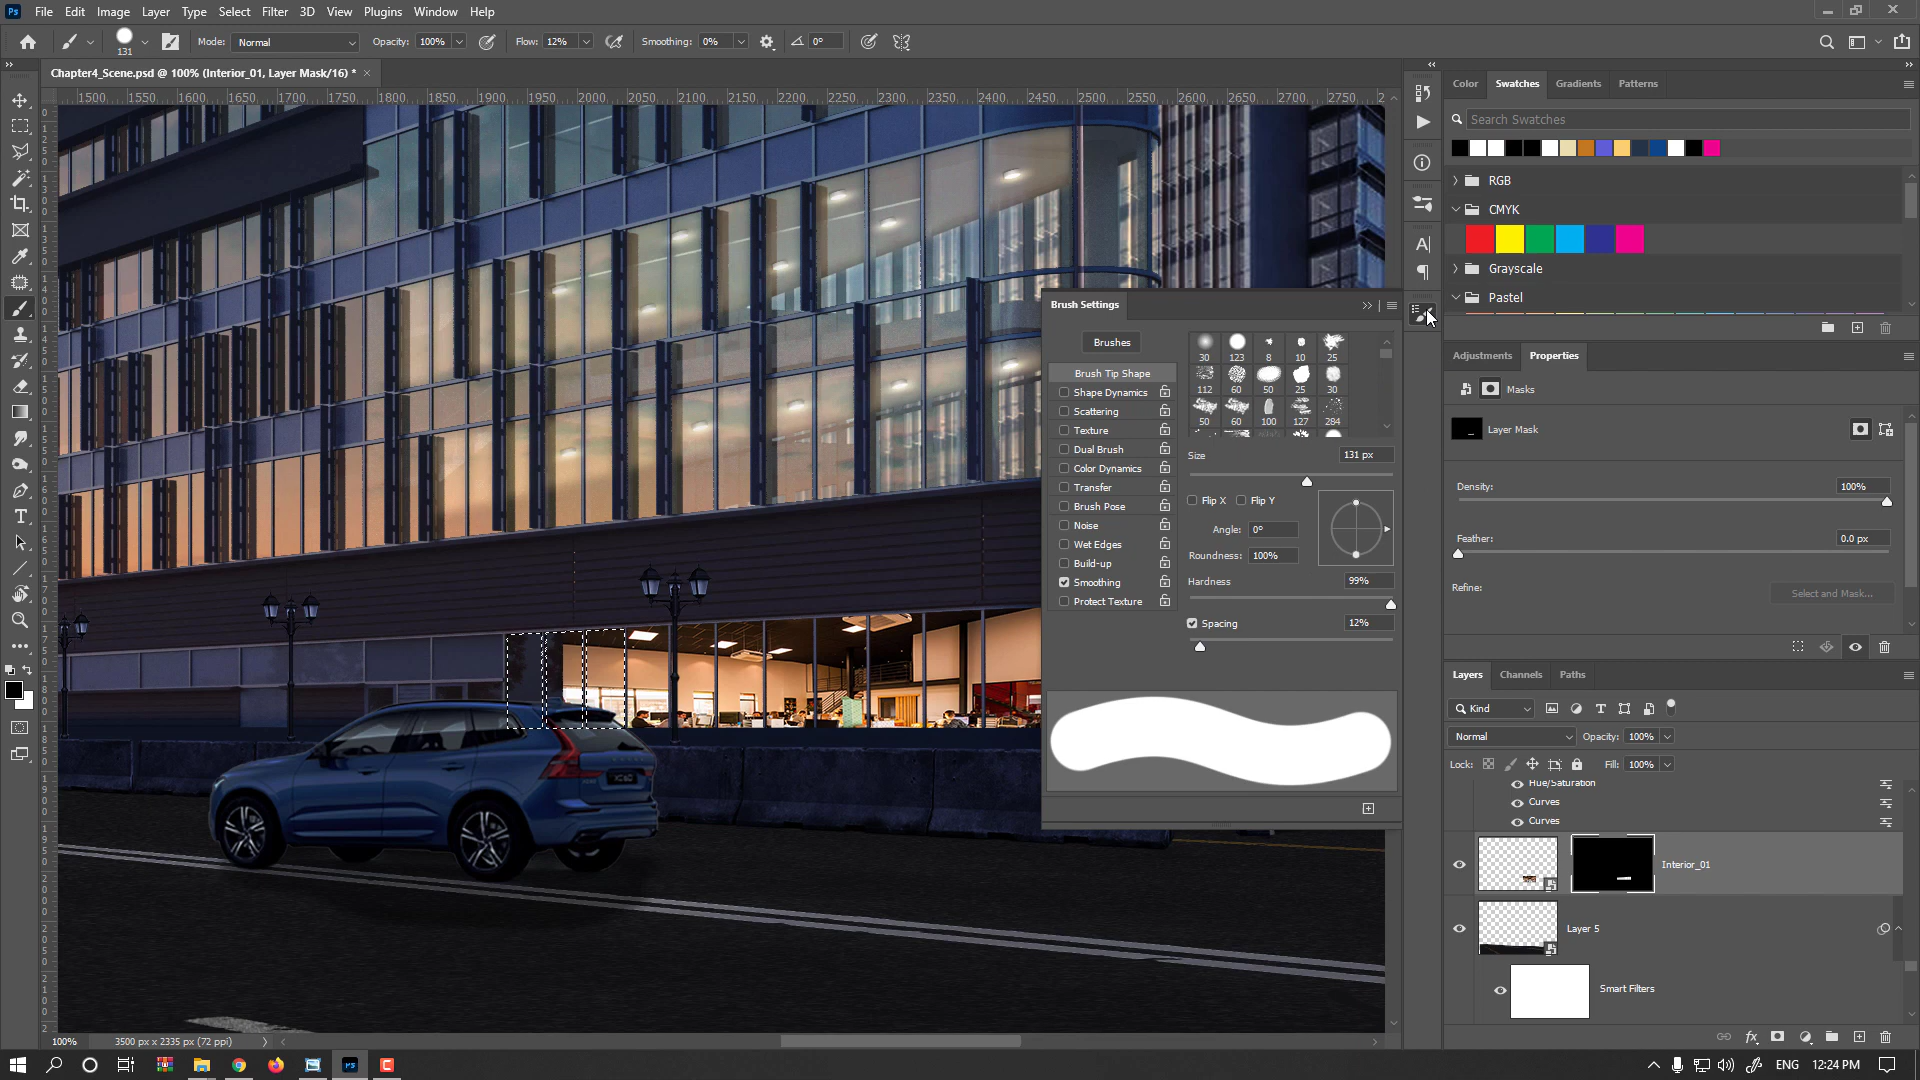 Ps File Edit Image Layer Type Select Filter 3D View Plugins Window Help
131 Mode: Normal Opacity: 100% Flow: 12% Smoothing: 0% 0°
Chapter4_Scene.psd @ 100% (Interior_01, Layer Mask/16) * ×
1500 1550 1600 1650 1700 1750 1800 1850 1900 1950 2000 2050 2100 2150 2200 2250 2300 2350 2400 2450 2500 2550 2600 2650 2700 2750
Color Swatches Gradients Patterns
Search Swatches
RGB
CMYK
Grayscale
Pastel
Brush Settings
Brushes
Brush Tip Shape
Shape Dynamics
Scattering
Texture
Dual Brush
Color Dynamics
Transfer
Brush Pose
Noise
Wet Edges
Build-up
Smoothing
Protect Texture
30 123 8 10 25
112 60 50 25 30
50 60 100 127 284
Size 131 px
Flip X Flip Y
Angle: 0°
Roundness: 100%
Hardness 99%
Spacing 12%
Adjustments Properties
Masks
Layer Mask
Density: 100%
Feather: 0.0 px
Refine: Select and Mask...
Layers Channels Paths
Kind
Normal Opacity: 100%
Lock: Fill: 100%
Hue/Saturation
Curves
Curves
Interior_01
Layer 5
Smart Filters
XC60
100% 3500 px x 2335 px (72 ppi)
Ps ENG 12:24 PM